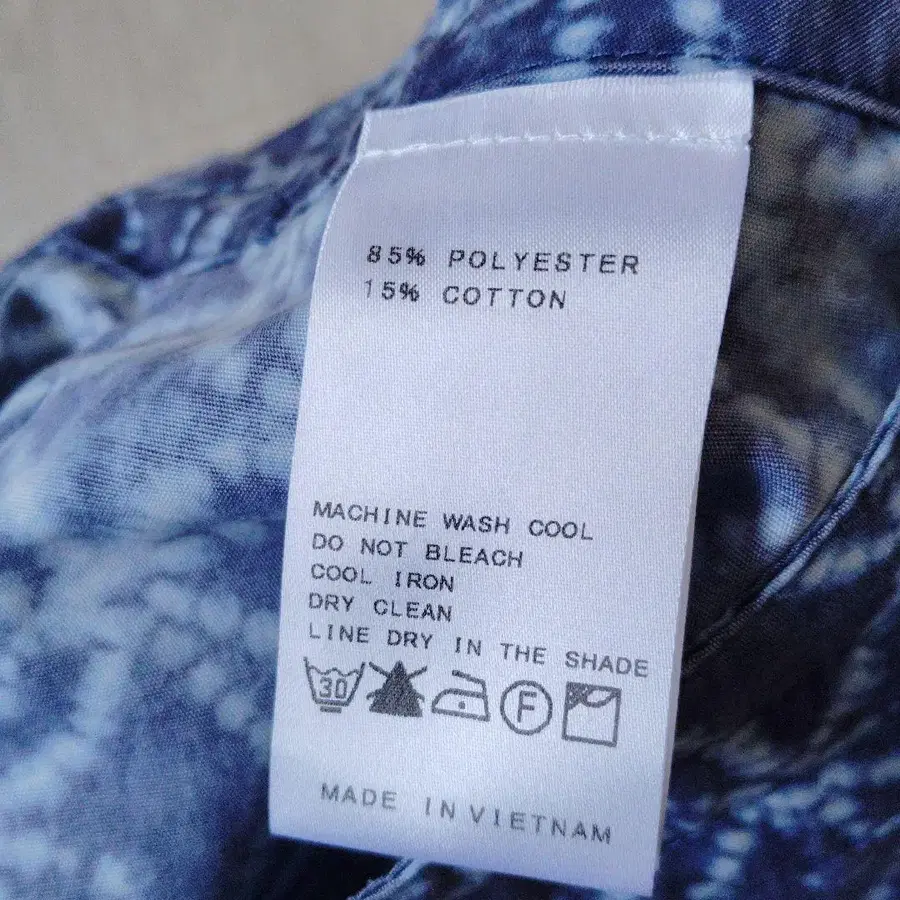 85% POLYESTER
15% COTTON
MACHINE WASH COOL
DO NOT BLEACH
COOL IRON
DRY CLEAN
LINE DRY IN THE SHADE
30 F
MADE IN VIETNAM